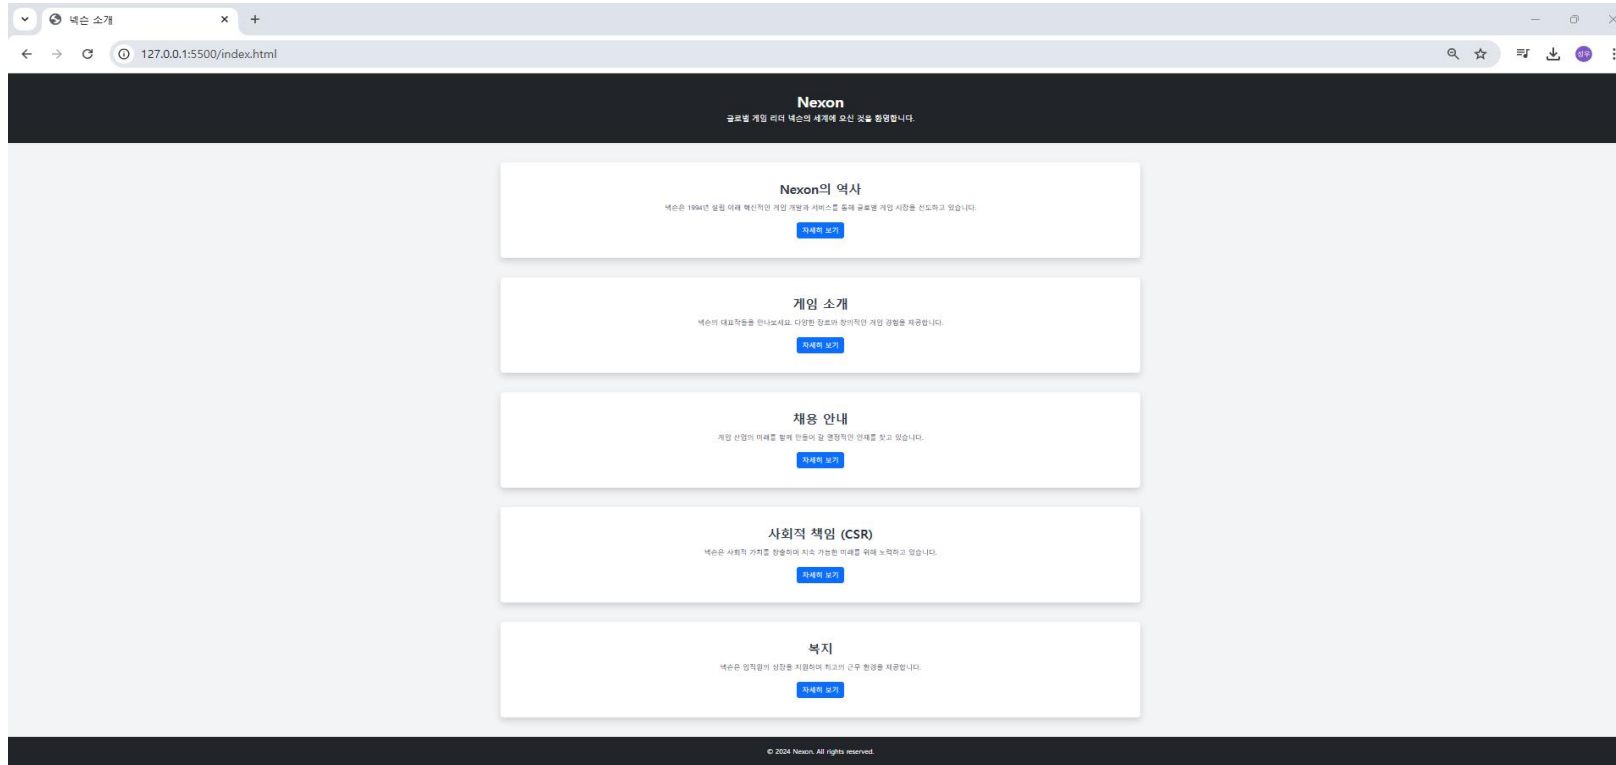 넥슨 소개
127.0.0.1:5500/index.html
섭우
Nexon
글로벌 게임 리더 넥슨의 세계에 오신 것을 환영합니다.
Nexon의 역사
넥슨은 1994년 설립 이래 혁신적인 게임 개발과 서비스를 통해 글로벌 게임 시장을 선도하고 있습니다.
자세히 보기
게임 소개
넥슨의 대표작들을 만나보세요. 다양한 장르와 창의적인 게임 경험을 제공합니다.
자세히 보기
채용 안내
게임 산업의 미래를 함께 만들어 갈 열정적인 인재를 찾고 있습니다.
자세히 보기
사회적 책임 (CSR)
넥슨은 사회적 가치를 창출하며 지속 가능한 미래를 위해 노력하고 있습니다.
자세히 보기
복지
넥슨은 임직원의 성장을 지원하며 최고의 근무 환경을 제공합니다.
자세히 보기
© 2024 Nexon. All rights reserved.